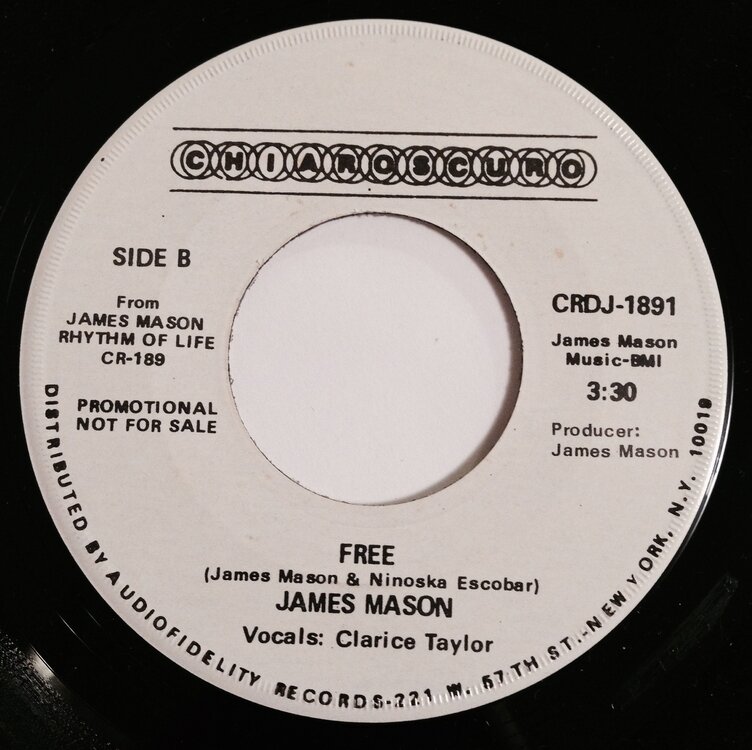 CHIAROSCURO
SIDE B
From
JAMES MASON
RHYTHM OF LIFE
CR-189
PROMOTIONAL
NOT FOR SALE
CRDJ-1891
James Mason
Music-BMI
3:30
Producer:
James Mason
FREE
(James Mason & Ninoska Escobar)
JAMES MASON
Vocals: Clarice Taylor
DISTRIBUTED BY AUDIOFIDELITY RECORDS-221 W. 57TH ST.-NEW YORK, N.Y. 10019